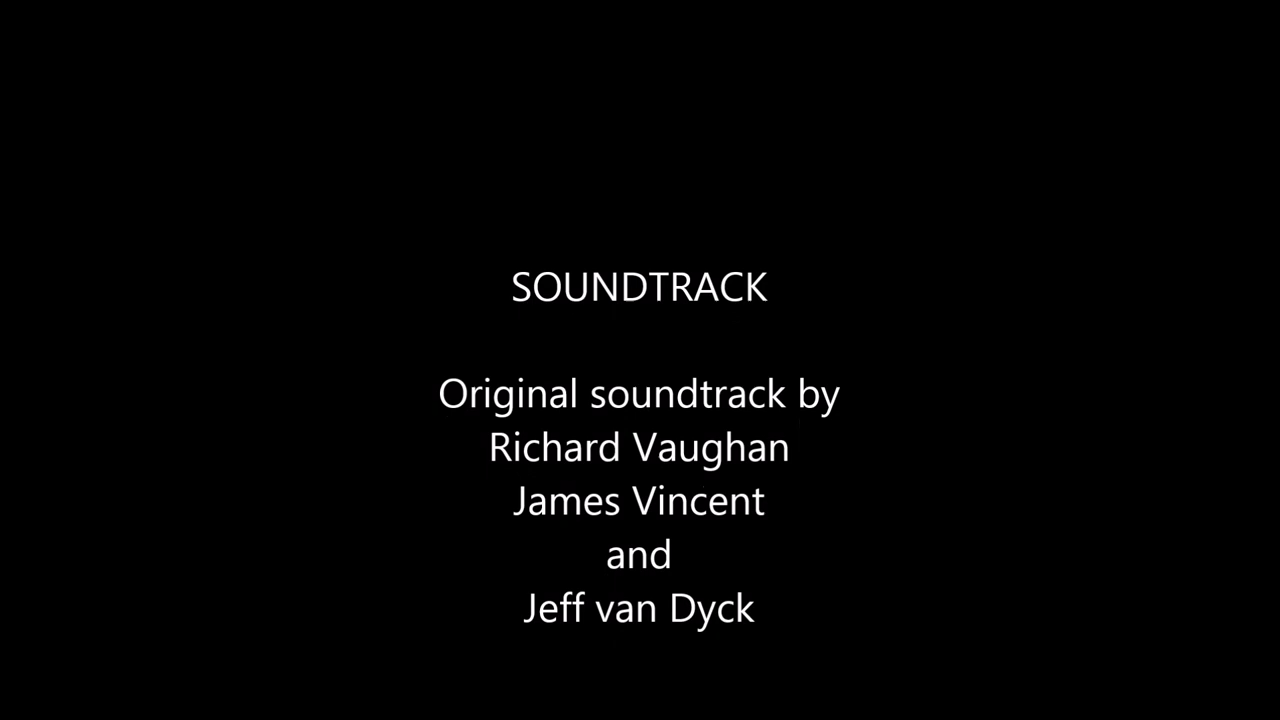 SOUNDTRACK
Original soundtrack by
Richard Vaughan
James Vincent
and
Jeff van Dyck